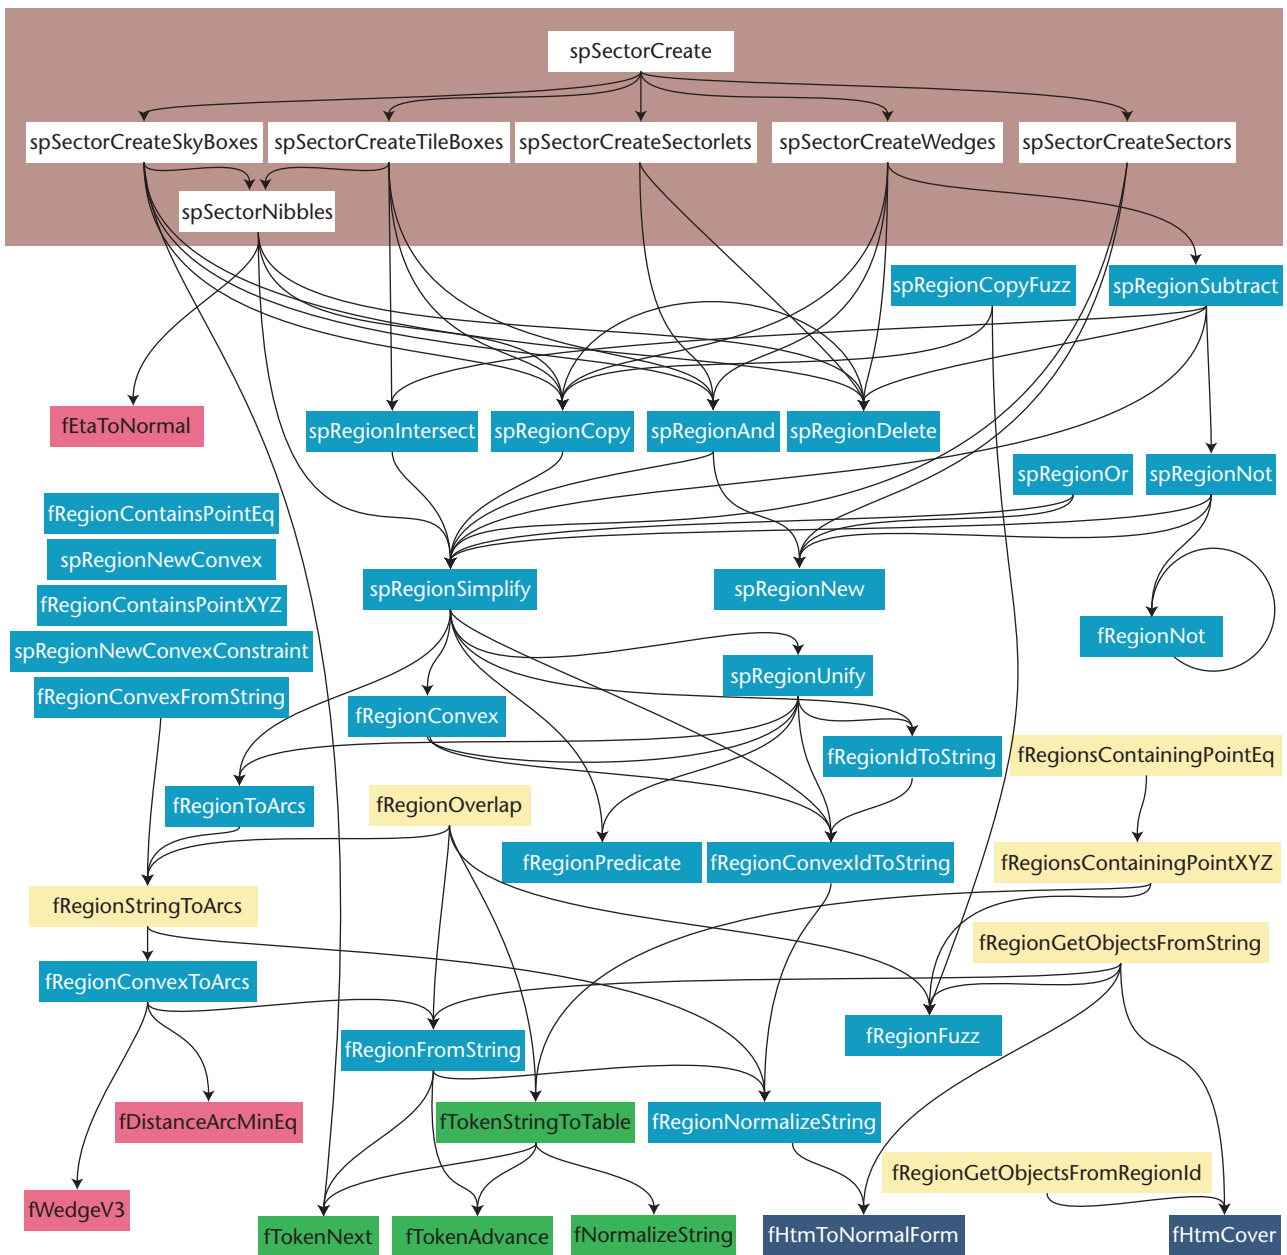 spSectorCreate
spSectorCreateSkyBoxes
spSectorCreateTileBoxes
spSectorCreateSectorlets
spSectorCreateWedges
spSectorCreateSectors
spSectorNibbles
spRegionCopyFuzz
spRegionSubtract
fEtaToNormal
spRegionIntersect
spRegionCopy
spRegionAnd
spRegionDelete
spRegionOr
spRegionNot
fRegionContainsPointEq
spRegionNewConvex
fRegionContainsPointXYZ
spRegionNewConvexConstraint
fRegionConvexFromString
spRegionSimplify
spRegionNew
fRegionNot
spRegionUnify
fRegionConvex
fRegionIdToString
fRegionsContainingPointEq
fRegionToArcs
fRegionOverlap
fRegionPredicate
fRegionConvexIdToString
fRegionsContainingPointXYZ
fRegionStringToArcs
fRegionGetObjectsFromString
fRegionConvexToArcs
fRegionFromString
fRegionFuzz
fDistanceArcMinEq
fTokenStringToTable
fRegionNormalizeString
fRegionGetObjectsFromRegionId
fWedgeV3
fTokenNext
fTokenAdvance
fNormalizeString
fHtmToNormalForm
fHtmCover